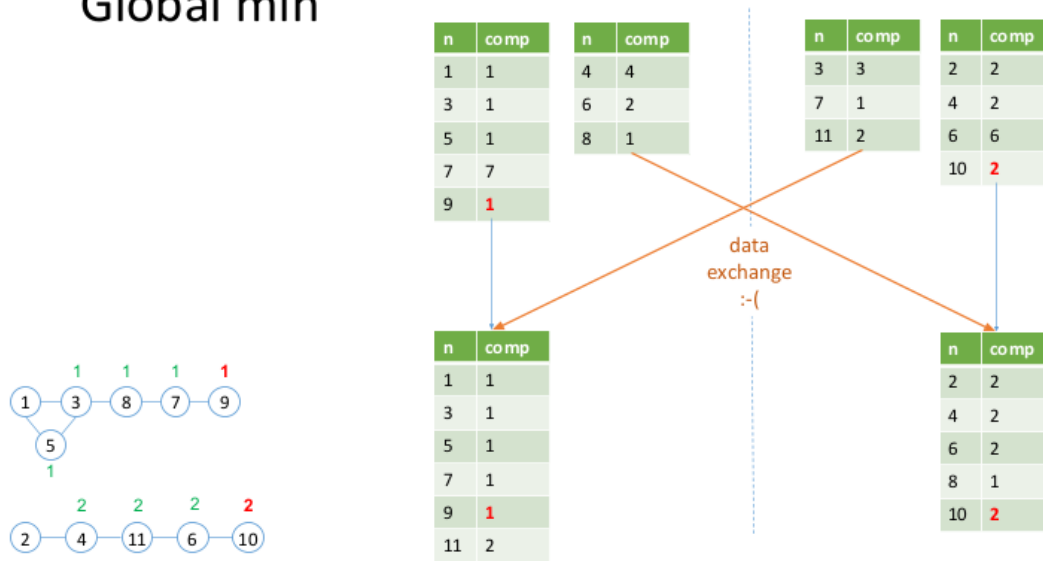 Global min
n comp
1 1
3 1
5 1
7 7
9 1
n comp
4 4
6 2
8 1
n comp
3 3
7 1
11 2
n comp
2 2
4 2
6 6
10 2
data
exchange
:-(
1 1 1 1
1 3 8 7 9
5
1
2 2 2 2
2 4 11 6 10
n comp
1 1
3 1
5 1
7 1
9 1
11 2
n comp
2 2
4 2
6 2
8 1
10 2